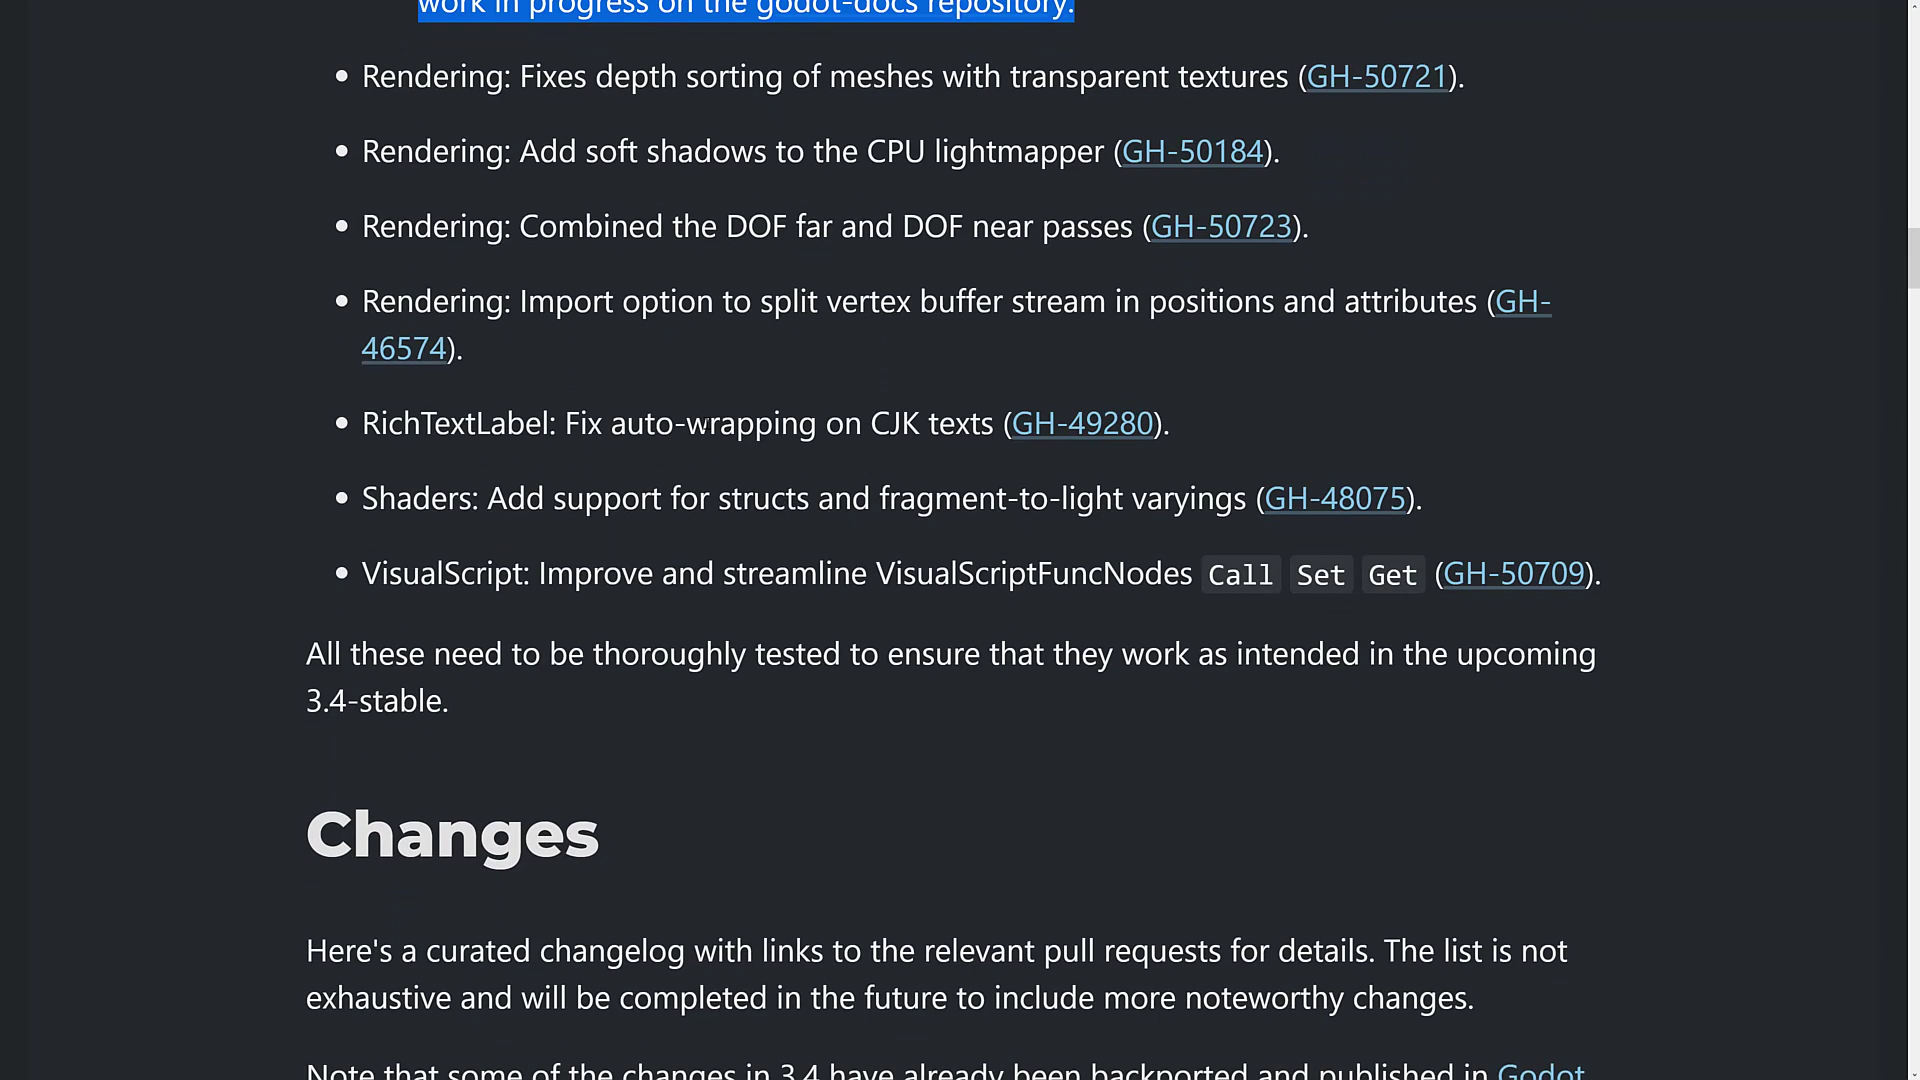 work in progress on the godot-docs repository.
• Rendering: Fixes depth sorting of meshes with transparent textures (GH-50721).
• Rendering: Add soft shadows to the CPU lightmapper (GH-50184).
• Rendering: Combined the DOF far and DOF near passes (GH-50723).
• Rendering: Import option to split vertex buffer stream in positions and attributes (GH-
46574).
• RichTextLabel: Fix auto-wrapping on CJK texts (GH-49280).
• Shaders: Add support for structs and fragment-to-light varyings (GH-48075).
• VisualScript: Improve and streamline VisualScriptFuncNodes Call Set Get (GH-50709).
All these need to be thoroughly tested to ensure that they work as intended in the upcoming
3.4-stable.
Changes
Here's a curated changelog with links to the relevant pull requests for details. The list is not
exhaustive and will be completed in the future to include more noteworthy changes.
Note that some of the changes in 3.4 have already been backported and published in Godot